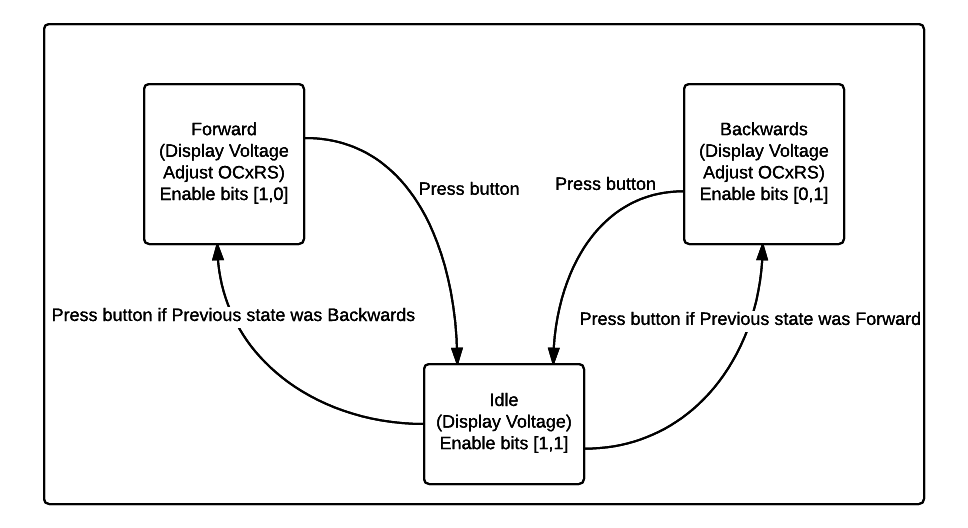 Forward
(Display Voltage
Adjust OCxRS)
Enable bits [1,0]
Backwards
(Display Voltage
Adjust OCxRS)
Enable bits [0,1]
Press button
Press button
Press button if Previous state was Backwards
Press button if Previous state was Forward
Idle
(Display Voltage)
Enable bits [1,1]